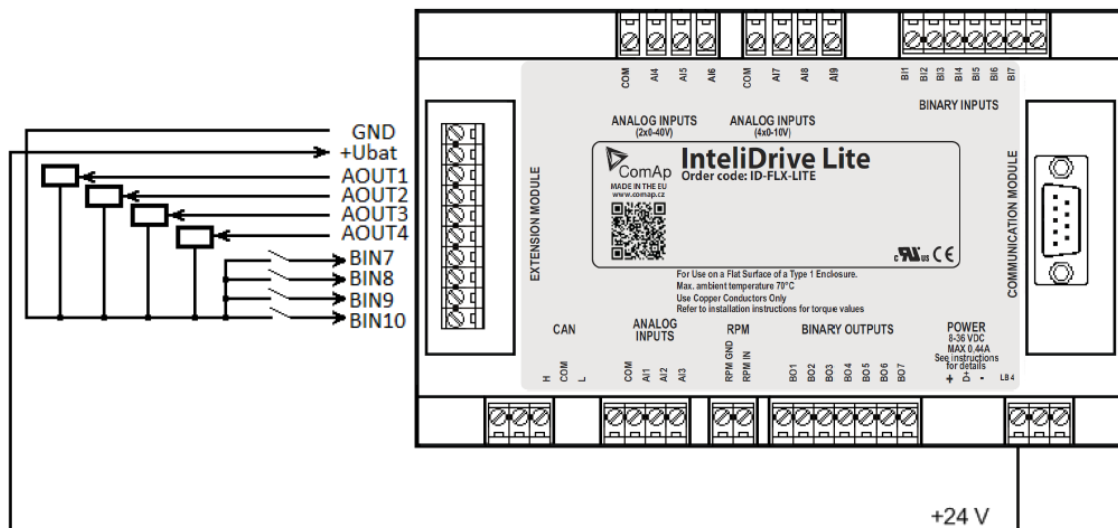 COM AI4 AI5 AI6 COM AI7 AI8 AI9 BI1 BI2 BI3 BI4 BI5 BI6 BI7
BINARY INPUTS
ANALOG INPUTS
(2x0-40V)
ANALOG INPUTS
(4x0-10V)
GND
+Ubat
AOUT1
AOUT2
AOUT3
AOUT4
BIN7
BIN8
BIN9
BIN10
EXTENSION MODULE
ComAp
MADE IN THE EU
www.comap.cz
InteliDrive Lite
Order code: ID-FLX-LITE
c UL us CE
COMMUNICATION MODULE
For Use on a Flat Surface of a Type 1 Enclosure.
Max. ambient temperature 70°C
Use Copper Conductors Only
Refer to installation instructions for torque values
CAN
H COM L
ANALOG
INPUTS
COM AI1 AI2 AI3
RPM
RPM GND RPM IN
BINARY OUTPUTS
BO1 BO2 BO3 BO4 BO5 BO6 BO7
POWER
8-36 VDC
MAX 0,44A
See instructions
for details
+ D+ - LB 4
+24 V